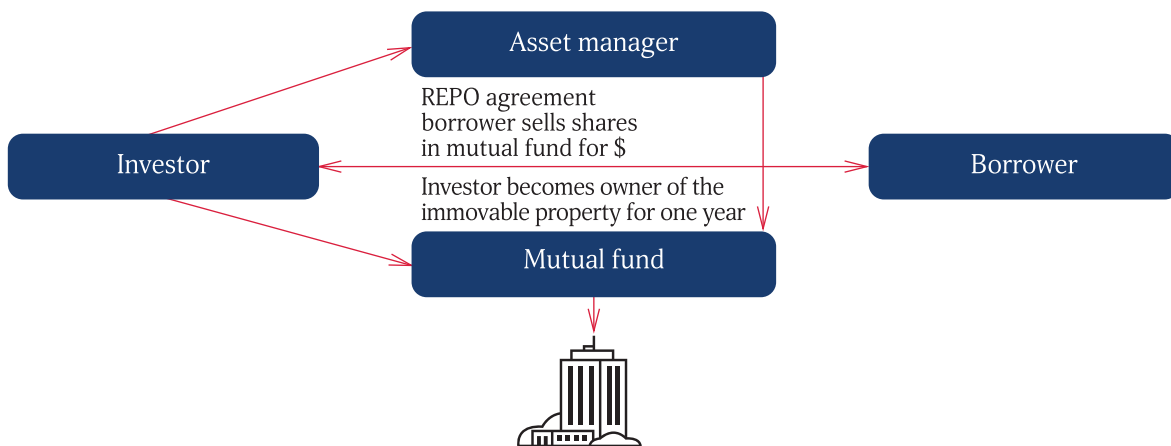 Asset manager
REPO agreement
borrower sells shares
in mutual fund for $
Investor
Borrower
Investor becomes owner of the
immovable property for one year
Mutual fund